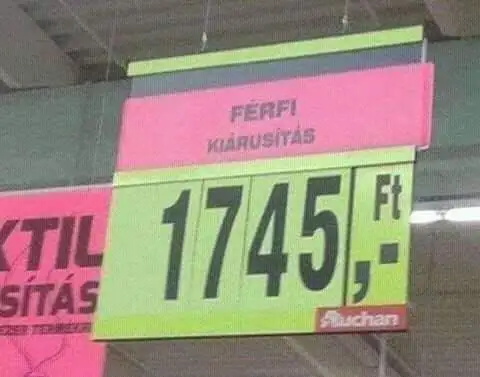 FÉRFI
KIÁRUSÍTÁS
1745,-
Ft
Auchan
KTIL
SÍTÁS